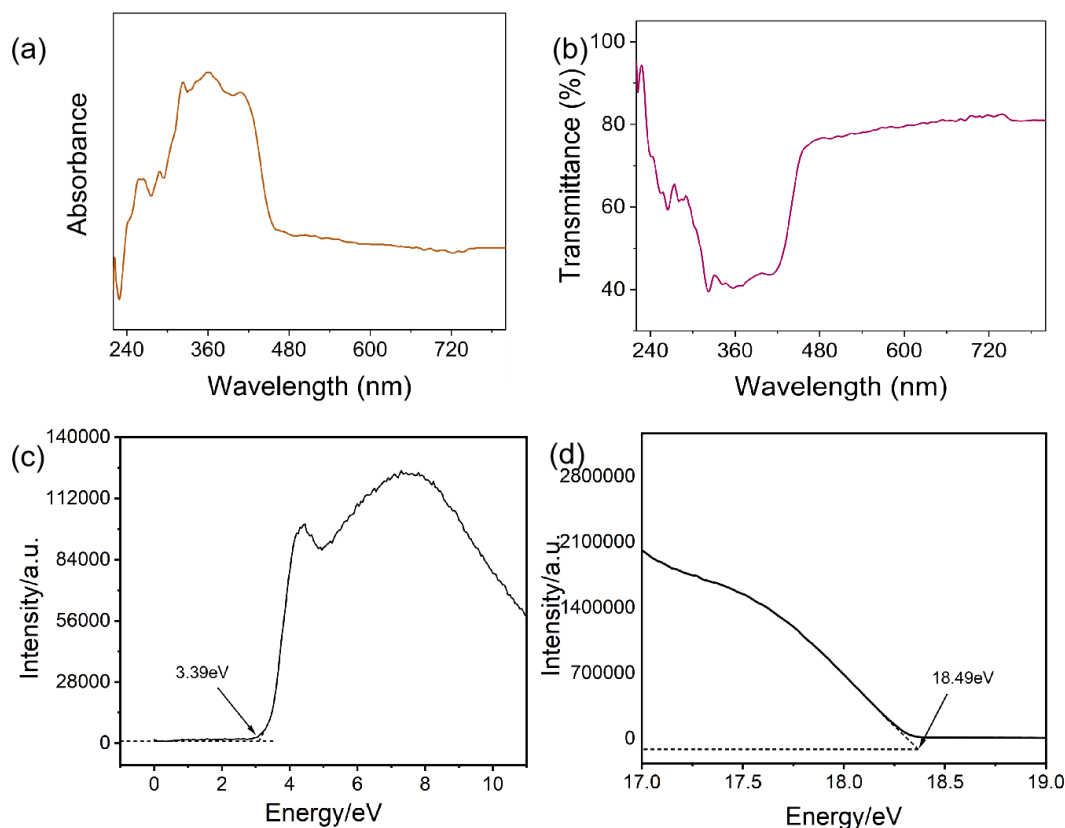 (a)
Absorbance
240 360 480 600 720
Wavelength (nm)
(b)
Transmittance (%)
100
80
60
40
240 360 480 600 720
Wavelength (nm)
(c)
Intensity/a.u.
140000
112000
84000
56000
28000
0
3.39eV
0 2 4 6 8 10
Energy/eV
(d)
Intensity/a.u.
2800000
2100000
1400000
700000
0
18.49eV
17.0 17.5 18.0 18.5 19.0
Energy/eV